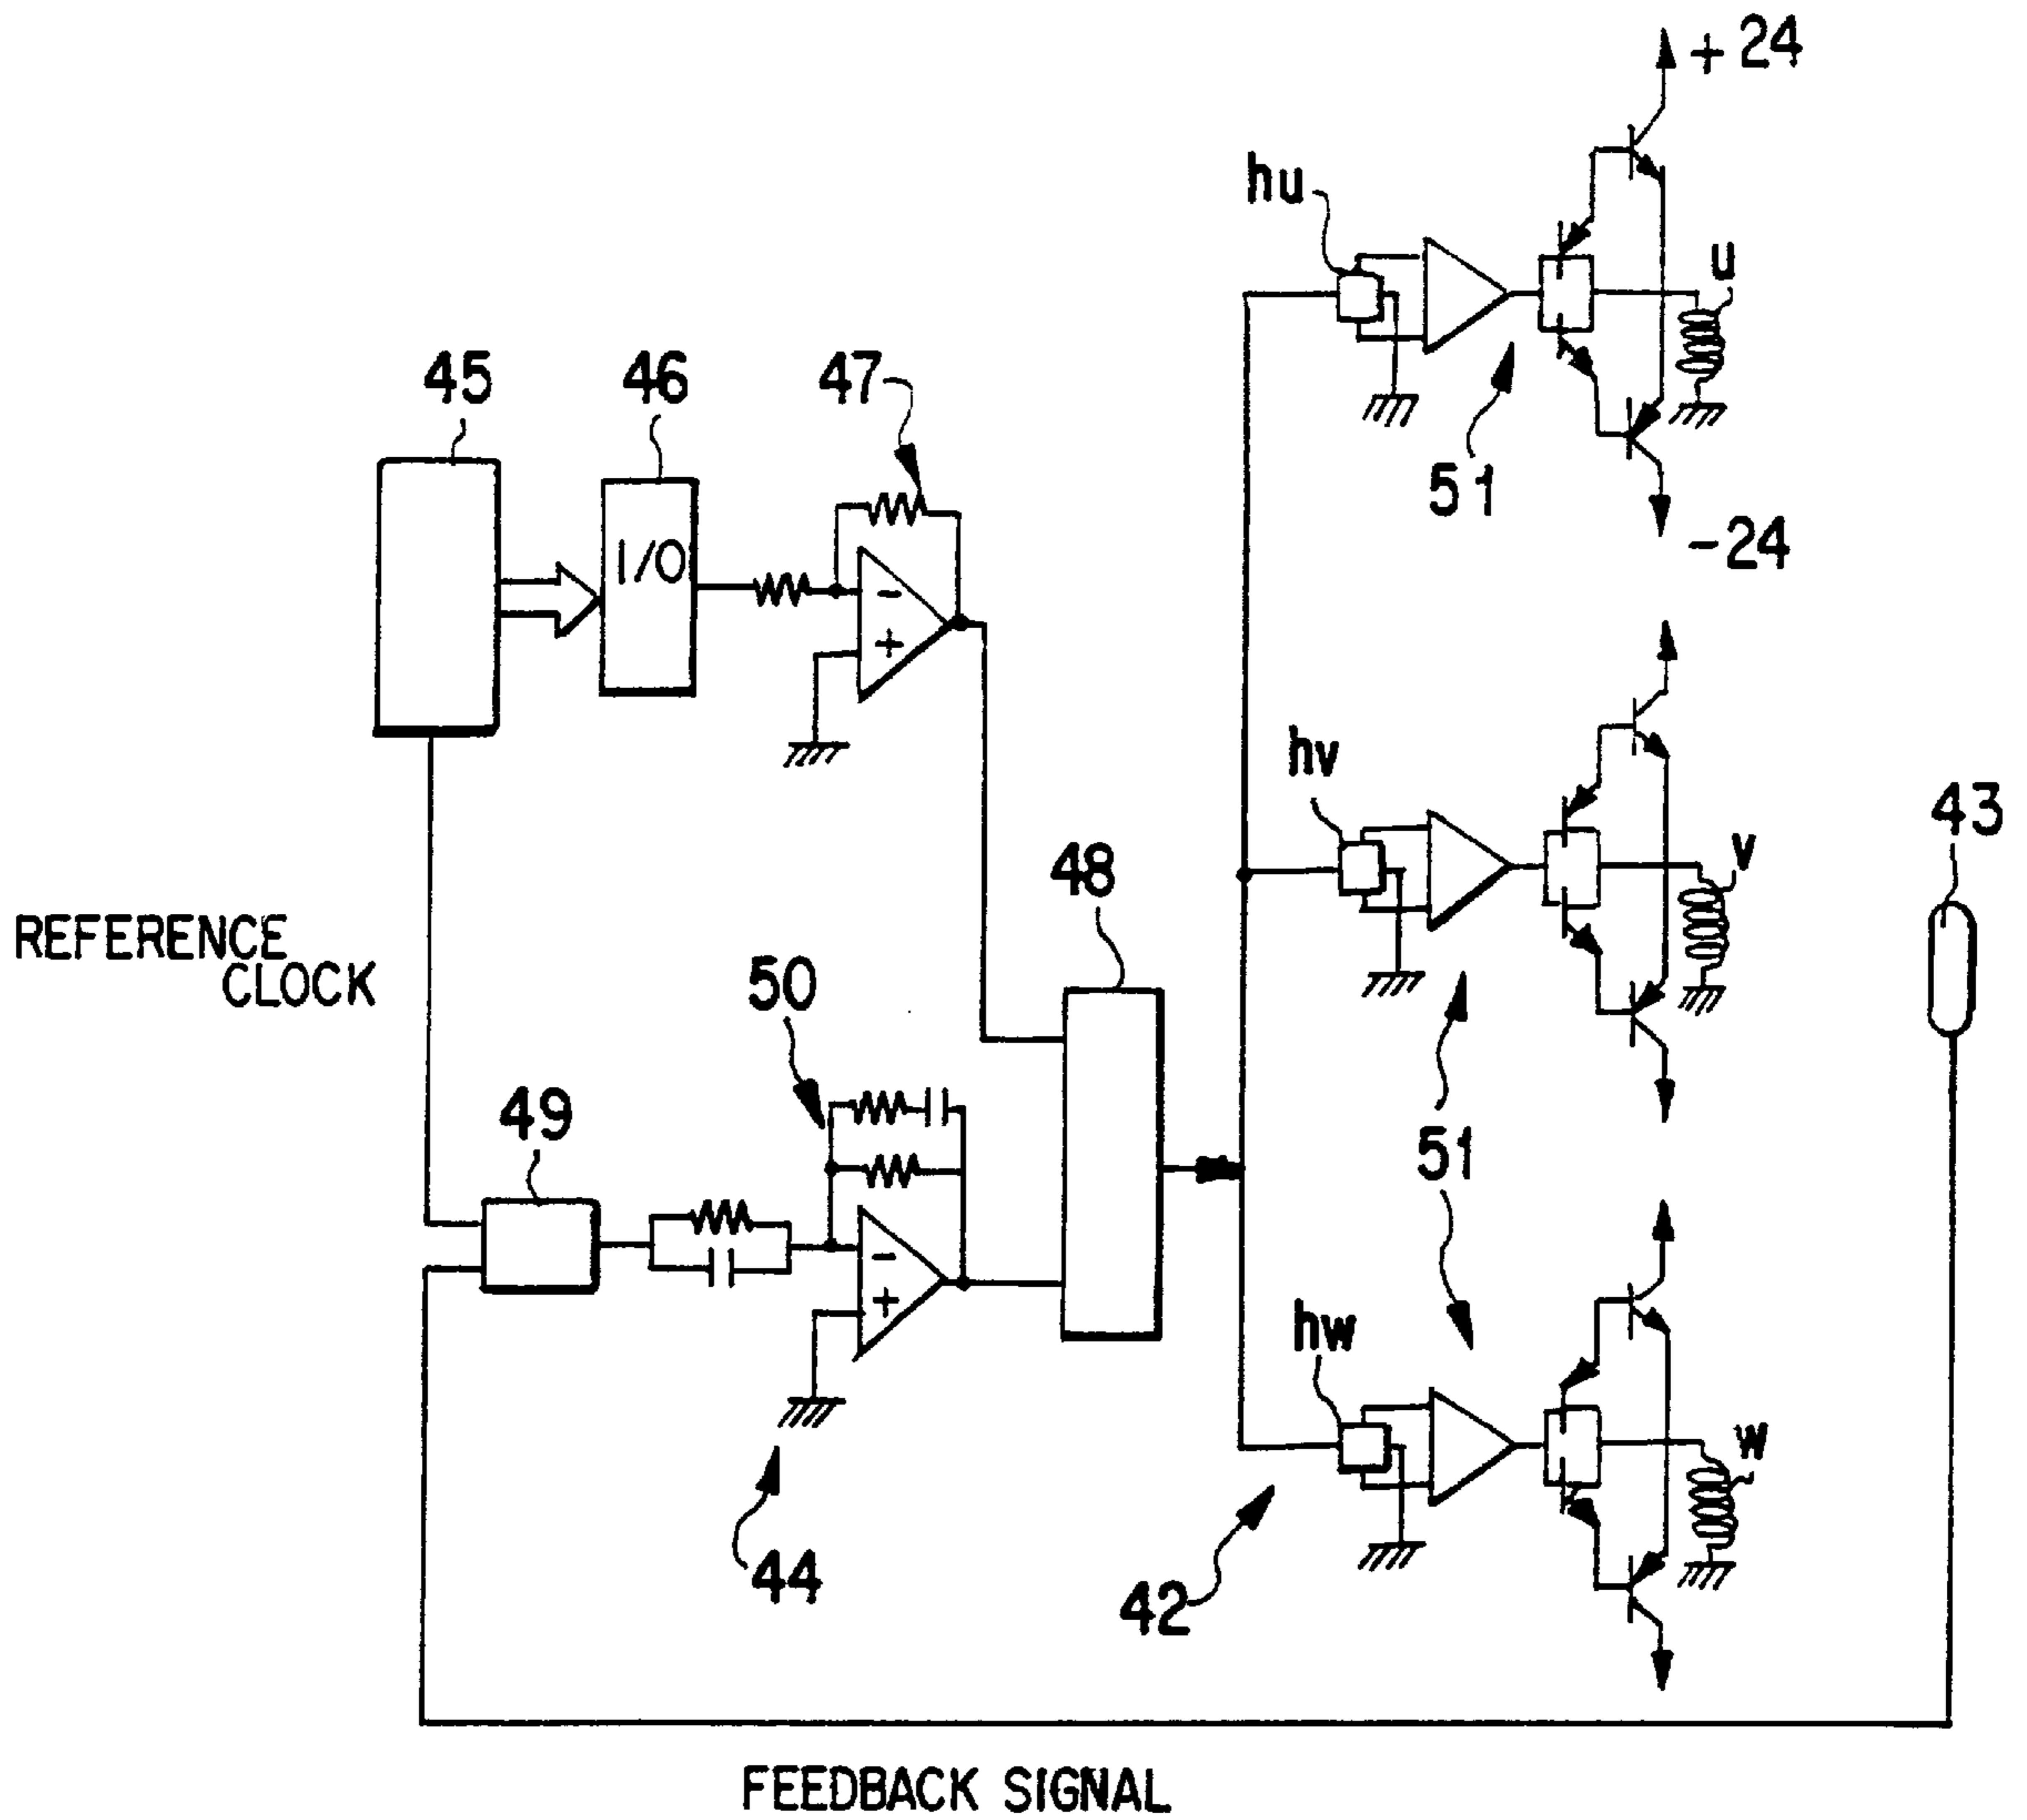 +24
hu
u
45
46
47
I/O
-
+
51
-24
hv
v
43
48
REFERENCE
CLOCK
50
49
51
-
+
hw
w
44
42
FEEDBACK SIGNAL